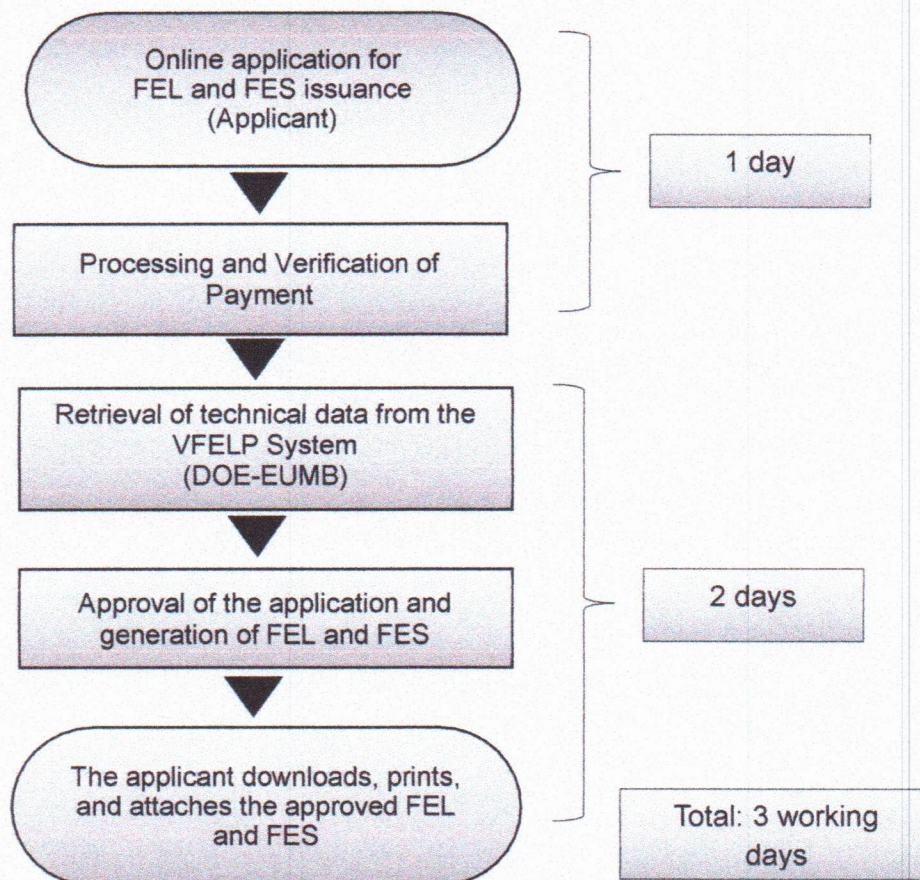 Online application for
FEL and FES issuance
(Applicant)
1 day
Processing and Verification of
Payment
Retrieval of technical data from the
VFELP System
(DOE-EUMB)
Approval of the application and
generation of FEL and FES
2 days
The applicant downloads, prints,
and attaches the approved FEL
and FES
Total: 3 working
days